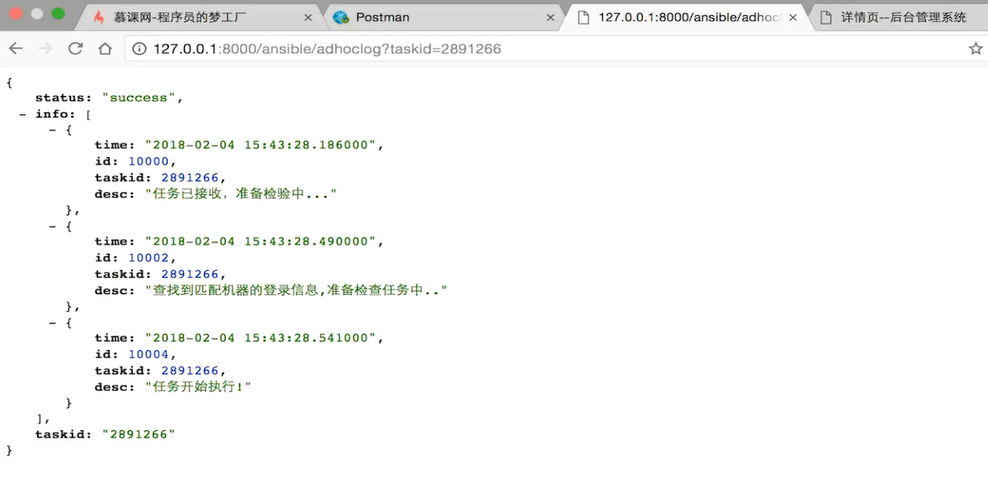 慕课网-程序员的梦工厂
Postman
127.0.0.1:8000/ansible/adhoc
详情页--后台管理系统
127.0.0.1:8000/ansible/adhoclog?taskid=2891266
{
status: "success",
- info: [
- {
time: "2018-02-04 15:43:28.186000",
id: 10000,
taskid: 2891266,
desc: "任务已接收，准备检验中..."
},
- {
time: "2018-02-04 15:43:28.490000",
id: 10002,
taskid: 2891266,
desc: "查找到匹配机器的登录信息,准备检查任务中.."
},
- {
time: "2018-02-04 15:43:28.541000",
id: 10004,
taskid: 2891266,
desc: "任务开始执行!"
}
],
taskid: "2891266"
}